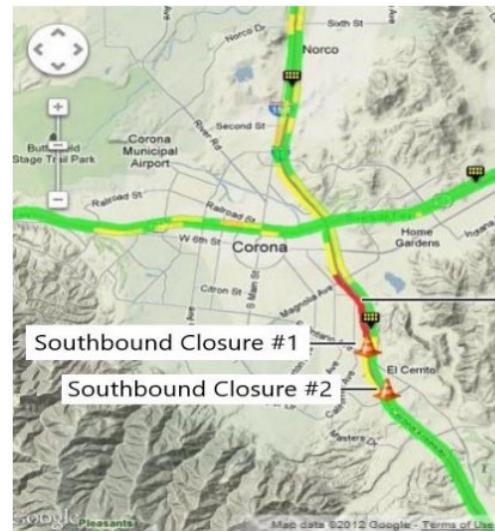 Norco Dr
Sixth St
Norco
Second St
River Rd
Corona
Municipal
Airport
Stage Trail Park
Railroad St
Railroad St
W 6th St
Corona
Home
Gardens
Citron St
S Main St
Magnolia Ave
Southbound Closure #1
El Cerrito
Southbound Closure #2
Masters Dr
Google
Pleasants
Map data ©2012 Google - Terms of Use